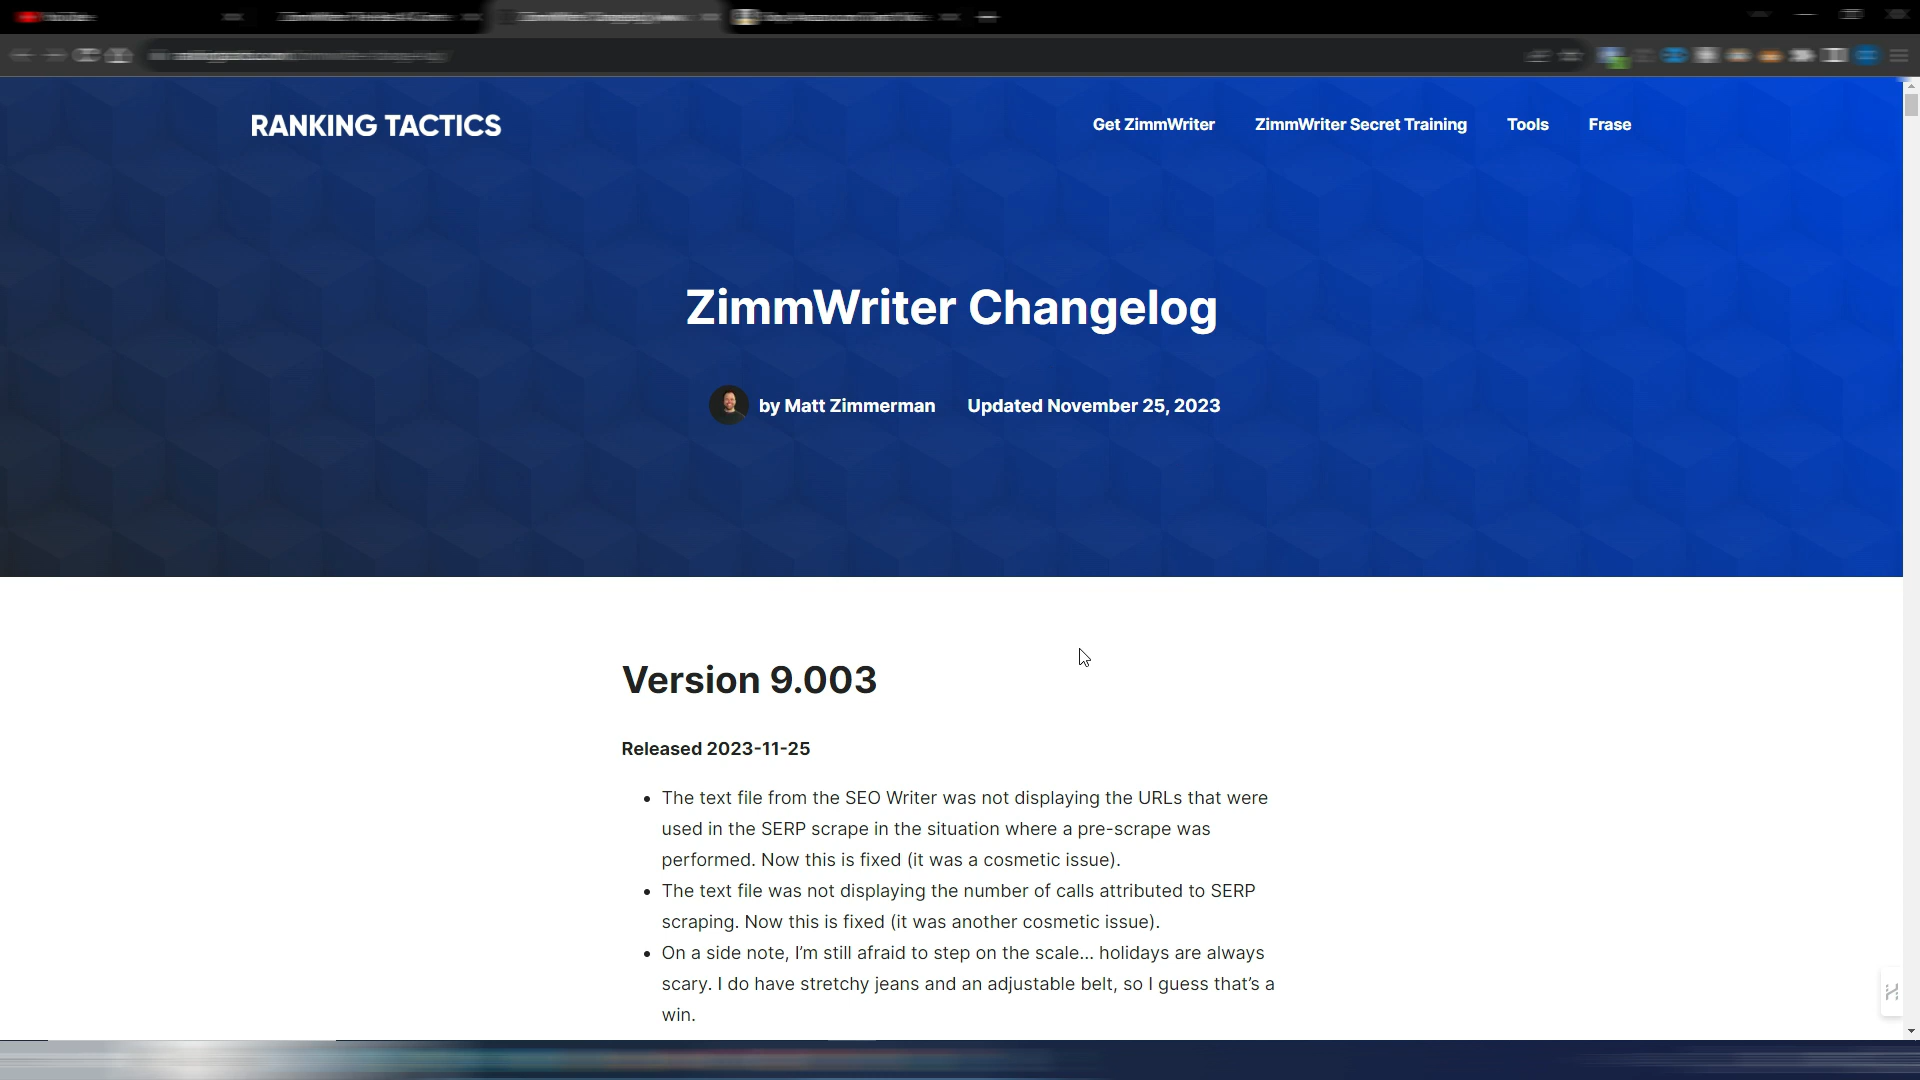 RANKING TACTICS
Get ZimmWriter
ZimmWriter Secret Training
Tools
Frase
ZimmWriter Changelog
by Matt Zimmerman
Updated November 25, 2023
Version 9.003
Released 2023-11-25
• The text file from the SEO Writer was not displaying the URLs that were
used in the SERP scrape in the situation where a pre-scrape was
performed. Now this is fixed (it was a cosmetic issue).
• The text file was not displaying the number of calls attributed to SERP
scraping. Now this is fixed (it was another cosmetic issue).
• On a side note, I’m still afraid to step on the scale… holidays are always
scary. I do have stretchy jeans and an adjustable belt, so I guess that’s a
win.